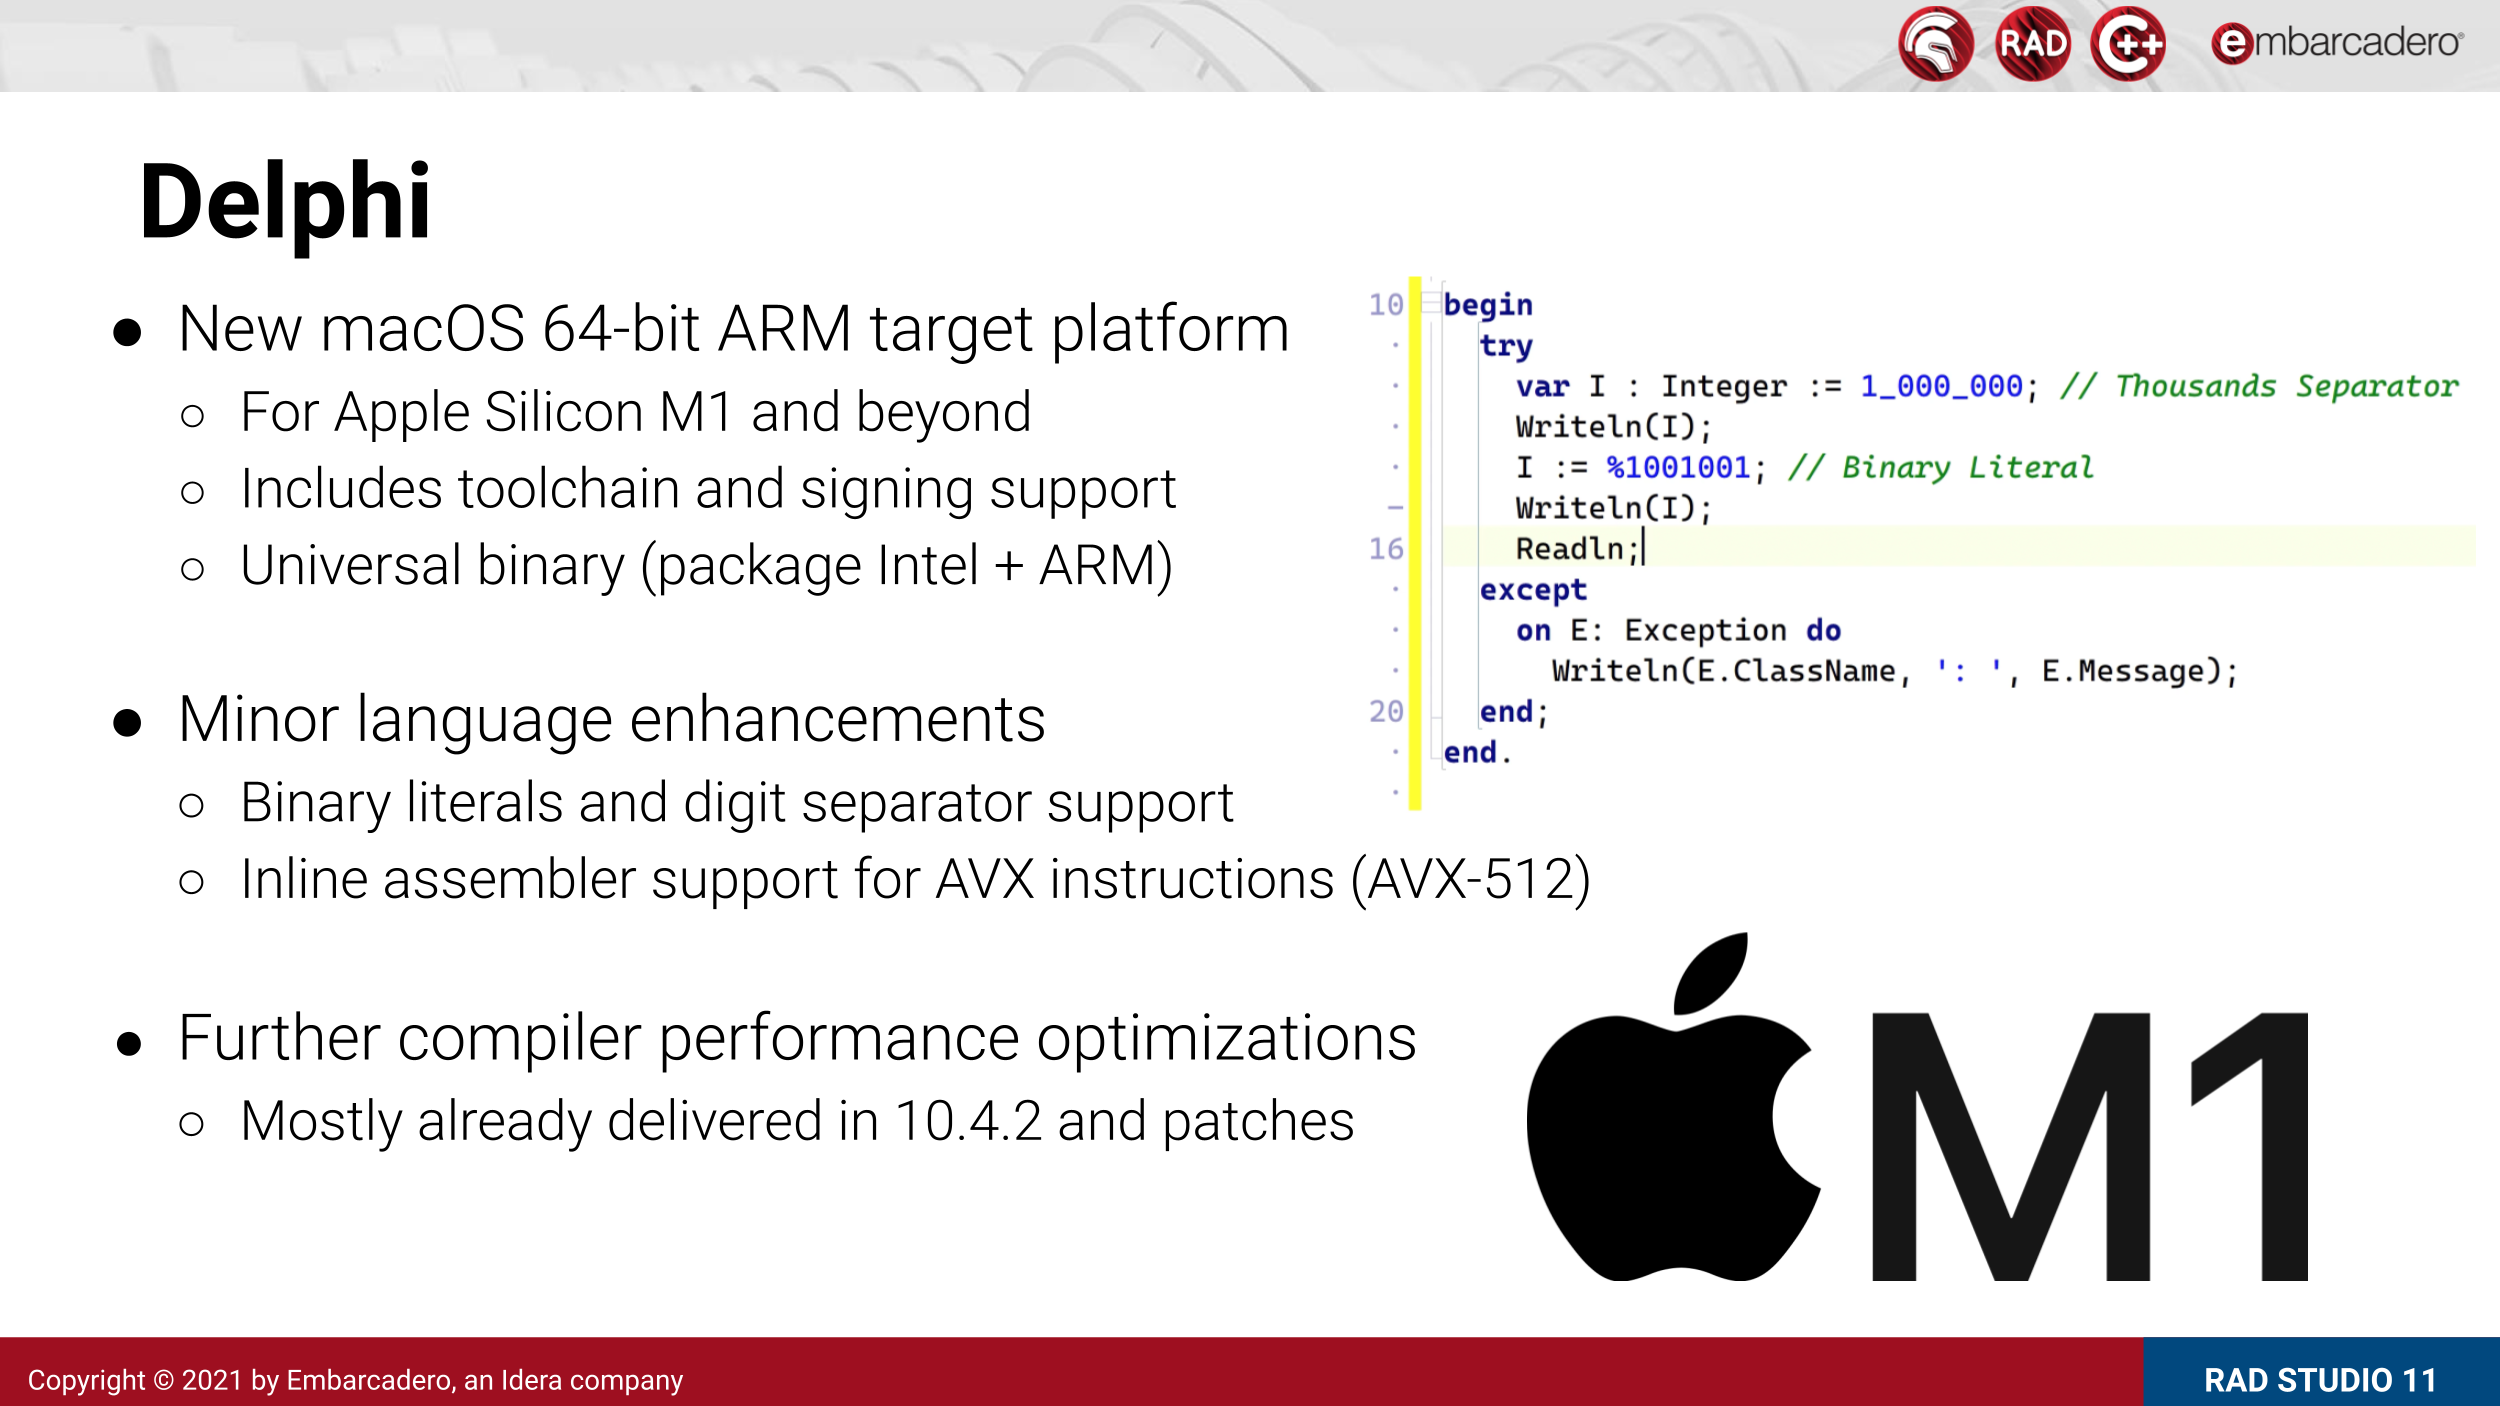 RAD
C++
embarcadero®
Delphi
● New macOS 64-bit ARM target platform
○ For Apple Silicon M1 and beyond
○ Includes toolchain and signing support
○ Universal binary (package Intel + ARM)
● Minor language enhancements
○ Binary literals and digit separator support
○ Inline assembler support for AVX instructions (AVX-512)
● Further compiler performance optimizations
○ Mostly already delivered in 10.4.2 and patches
10 begin
try
var I : Integer := 1_000_000; // Thousands Separator
Writeln(I);
I := %1001001; // Binary Literal
Writeln(I);
16 Readln;
except
on E: Exception do
Writeln(E.ClassName, ': ', E.Message);
20 end;
end.
M1
Copyright © 2021 by Embarcadero, an Idera company
RAD STUDIO 11